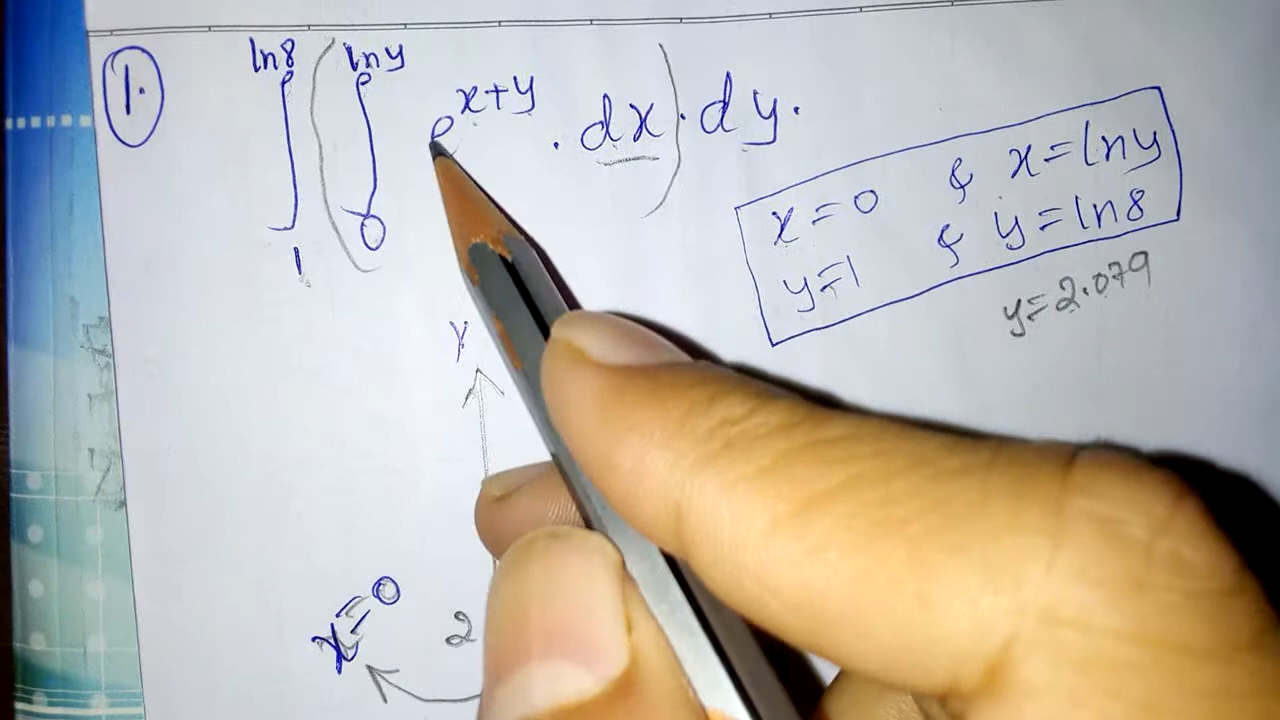 1.
∫₁^{ln8} ( ∫₀^{lny} e^{x+y} . dx ) . dy .
x=0 & x=lny
y=1 & y=ln8
y=2.079
Y
x=0
2